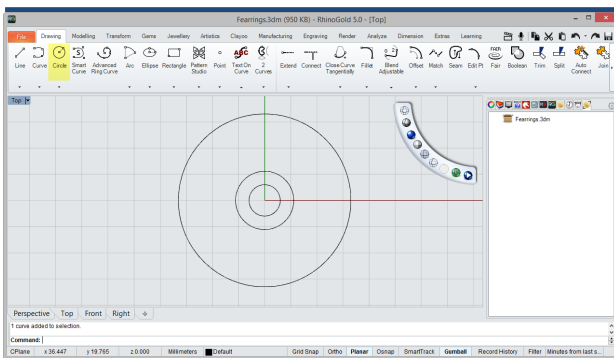 Fearrings.3dm (950 KB) - RhinoGold 5.0 - [Top]
File Drawing Modelling Transform Gems Jewellery Artistics Clayoo Manufacturing Engraving Render Analyze Dimension Extras Learning
Line Curve Circle Smart Curve Advanced Ring Curve Arc Ellipse Rectangle Pattern Studio Point Text On Curve 2 Curves Extend Connect Close Curve Tangentially Fillet Blend Adjustable Offset Match Seam Edit Pt Fair Boolean Trim Split Auto Connect Join
Top
Fearrings 3dm
Perspective Top Front Right
1 curve added to selection.
Command:
CPlane x 36.447 y 19.765 z 0.000 Millimeters Default Grid Snap Ortho Planar Osnap SmartTrack Gumball Record History Filter Minutes from last s...